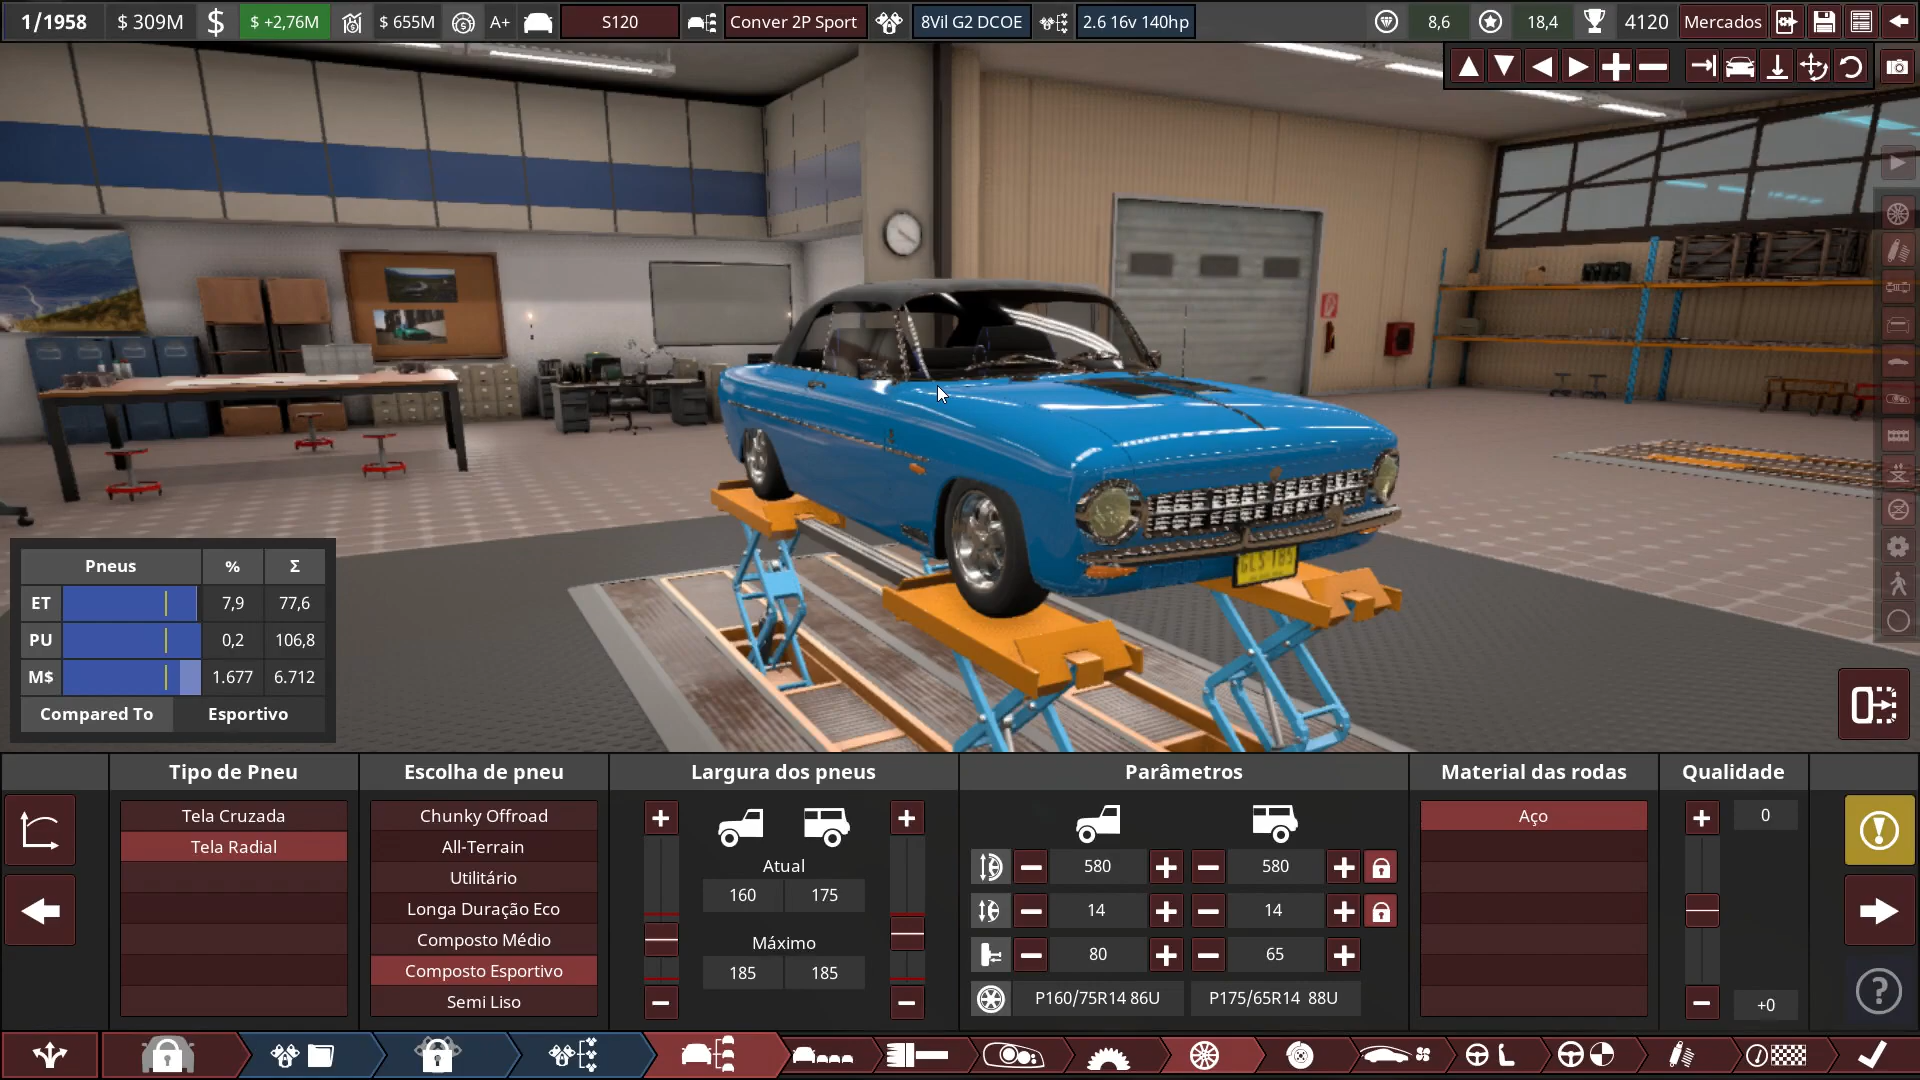 1/1958 $ 309M $ $ +2,76M $ 655M A+ S120 Conver 2P Sport 8Vil G2 DCOE 2.6 16v 140hp 8,6 18,4 4120 Mercados
Pneus % Σ
ET 7,9 77,6
PU 0,2 106,8
M$ 1.677 6.712
Compared To Esportivo
Tipo de Pneu
Tela Cruzada
Tela Radial
Escolha de pneu
Chunky Offroad
All-Terrain
Utilitário
Longa Duração Eco
Composto Médio
Composto Esportivo
Semi Liso
Largura dos pneus
Atual
160 175
Máximo
185 185
Parâmetros
580 580
14 14
80 65
P160/75R14 86U P175/65R14 88U
Material das rodas
Aço
Qualidade
0
+0
?